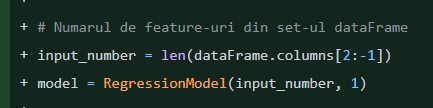 + # Numarul de feature-uri din set-ul dataFrame
+ input_number = len(dataFrame.columns[2:-1])
+ model = RegressionModel(input_number, 1)